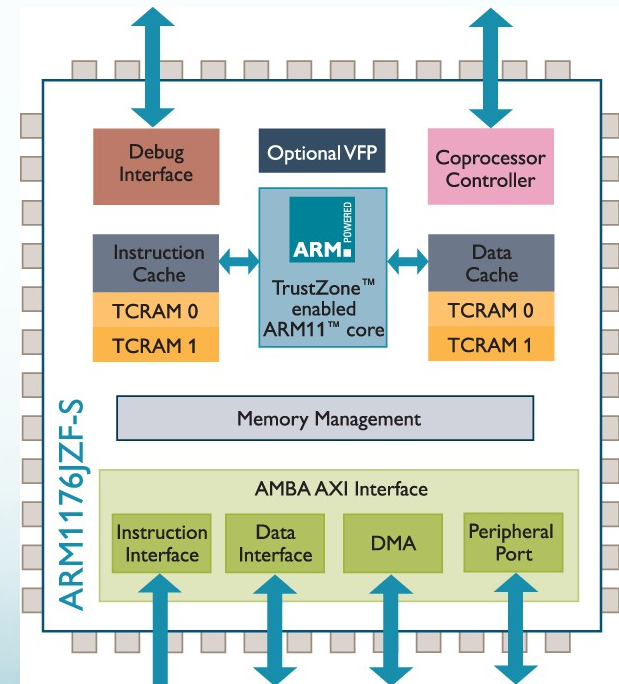 Debug
Interface
Optional VFP
Coprocessor
Controller
ARM POWERED
Instruction
Cache
TrustZone™
enabled
ARM11™ core
Data
Cache
TCRAM 0
TCRAM 1
TCRAM 0
TCRAM 1
Memory Management
ARM1176JZF-S
AMBA AXI Interface
Instruction
Interface
Data
Interface
DMA
Peripheral
Port